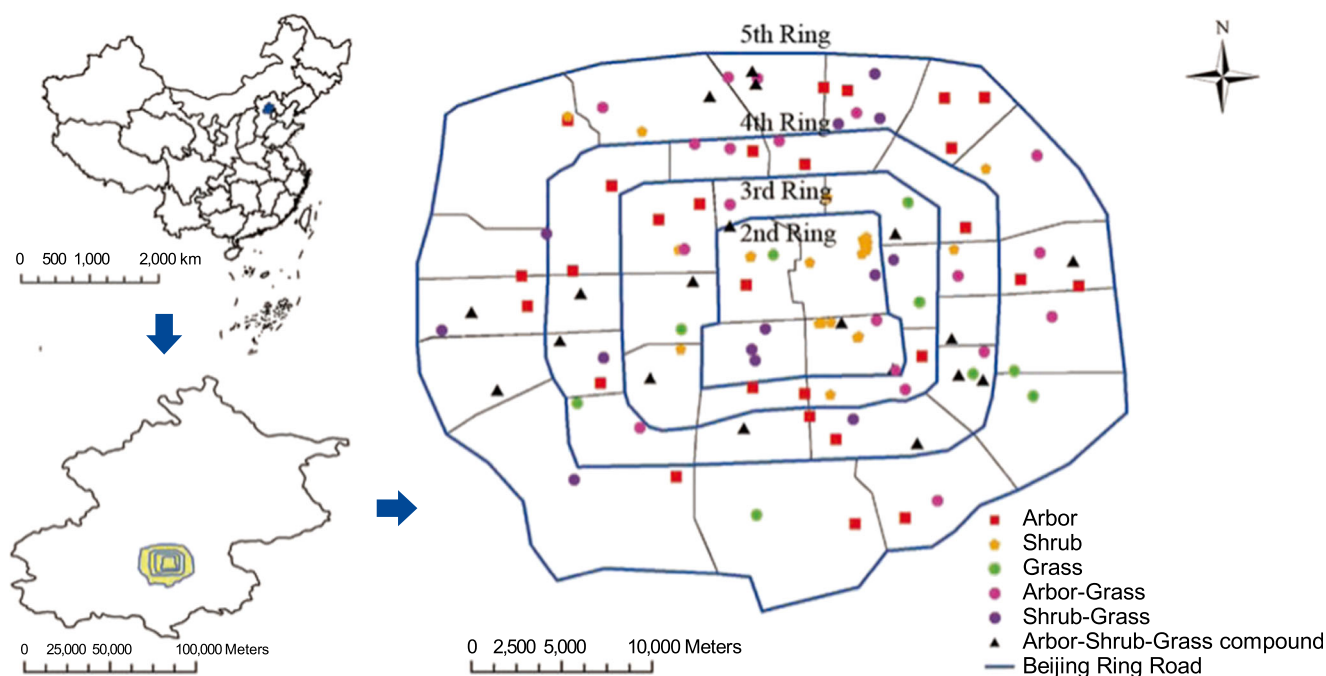 5th Ring
N
4th Ring
3rd Ring
2nd Ring
0 500 1,000 2,000 km
0 25,000 50,000 100,000 Meters
0 2,500 5,000 10,000 Meters
Arbor
Shrub
Grass
Arbor-Grass
Shrub-Grass
Arbor-Shrub-Grass compound
Beijing Ring Road